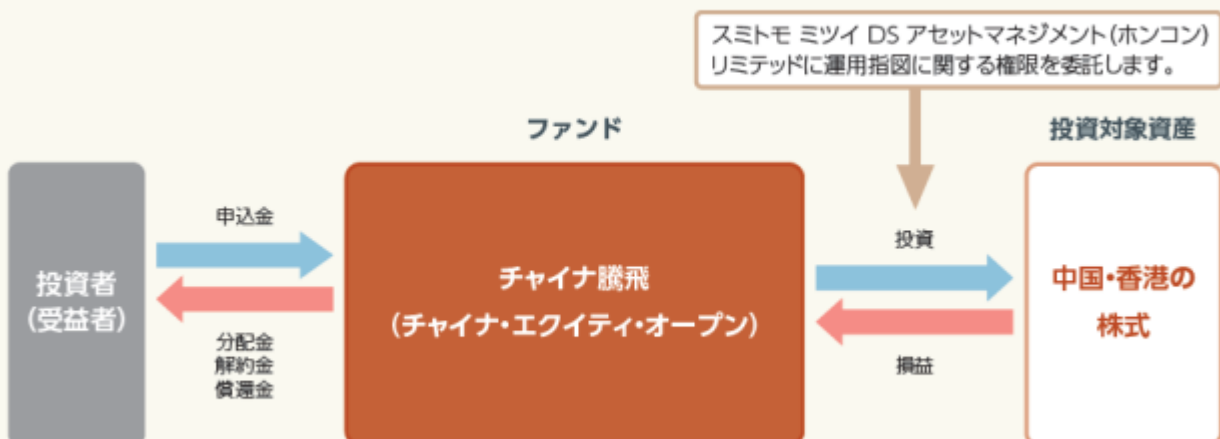 スミトモ ミツイ DS アセットマネジメント(ホンコン)
リミテッドに運用指図に関する権限を委託します。
ファンド
投資対象資産
投資者
(受益者)
申込金
分配金
解約金
償還金
チャイナ騰飛
(チャイナ・エクイティ・オープン)
投資
損益
中国・香港の
株式